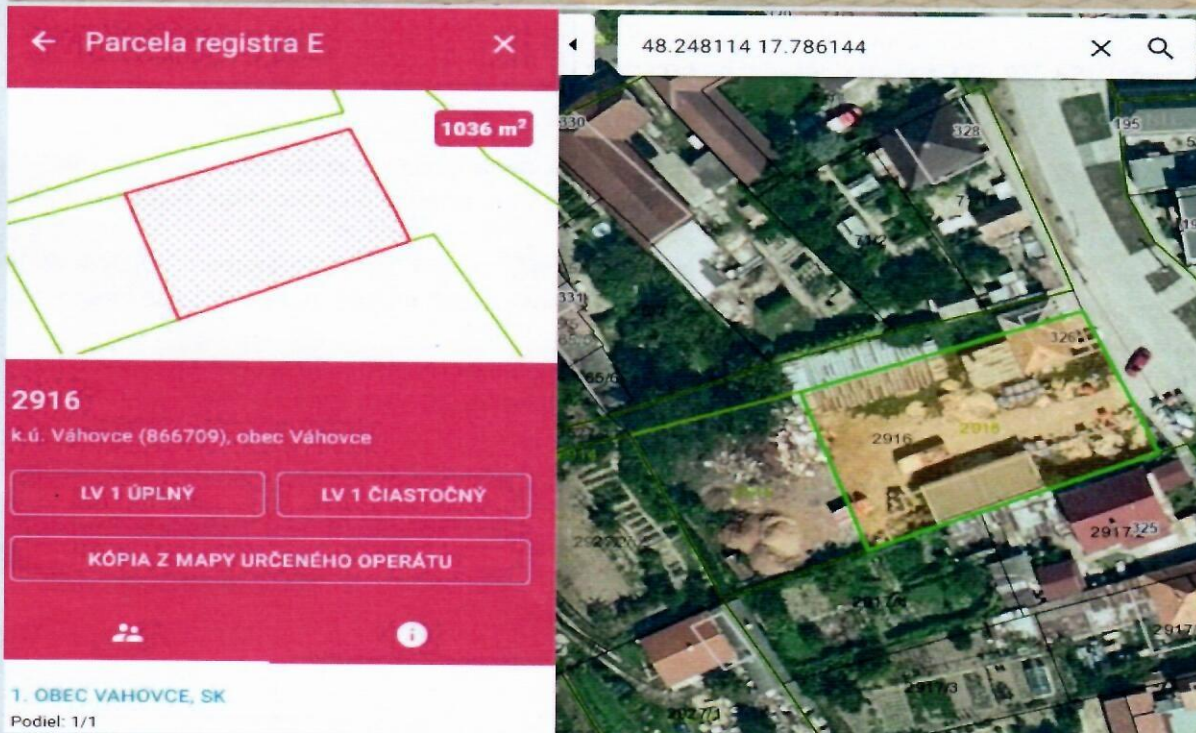 ← Parcela registra E ×
1036 m²
2916
k.ú. Váhovce (866709), obec Váhovce
LV 1 ÚPLNÝ
LV 1 ČIASTOČNÝ
KÓPIA Z MAPY URČENÉHO OPERÁTU
1. OBEC VAHOVCE, SK
Podiel: 1/1
48.248114 17.786144
330
328
195
71/2
331
326
2916
2916
325
2917/3